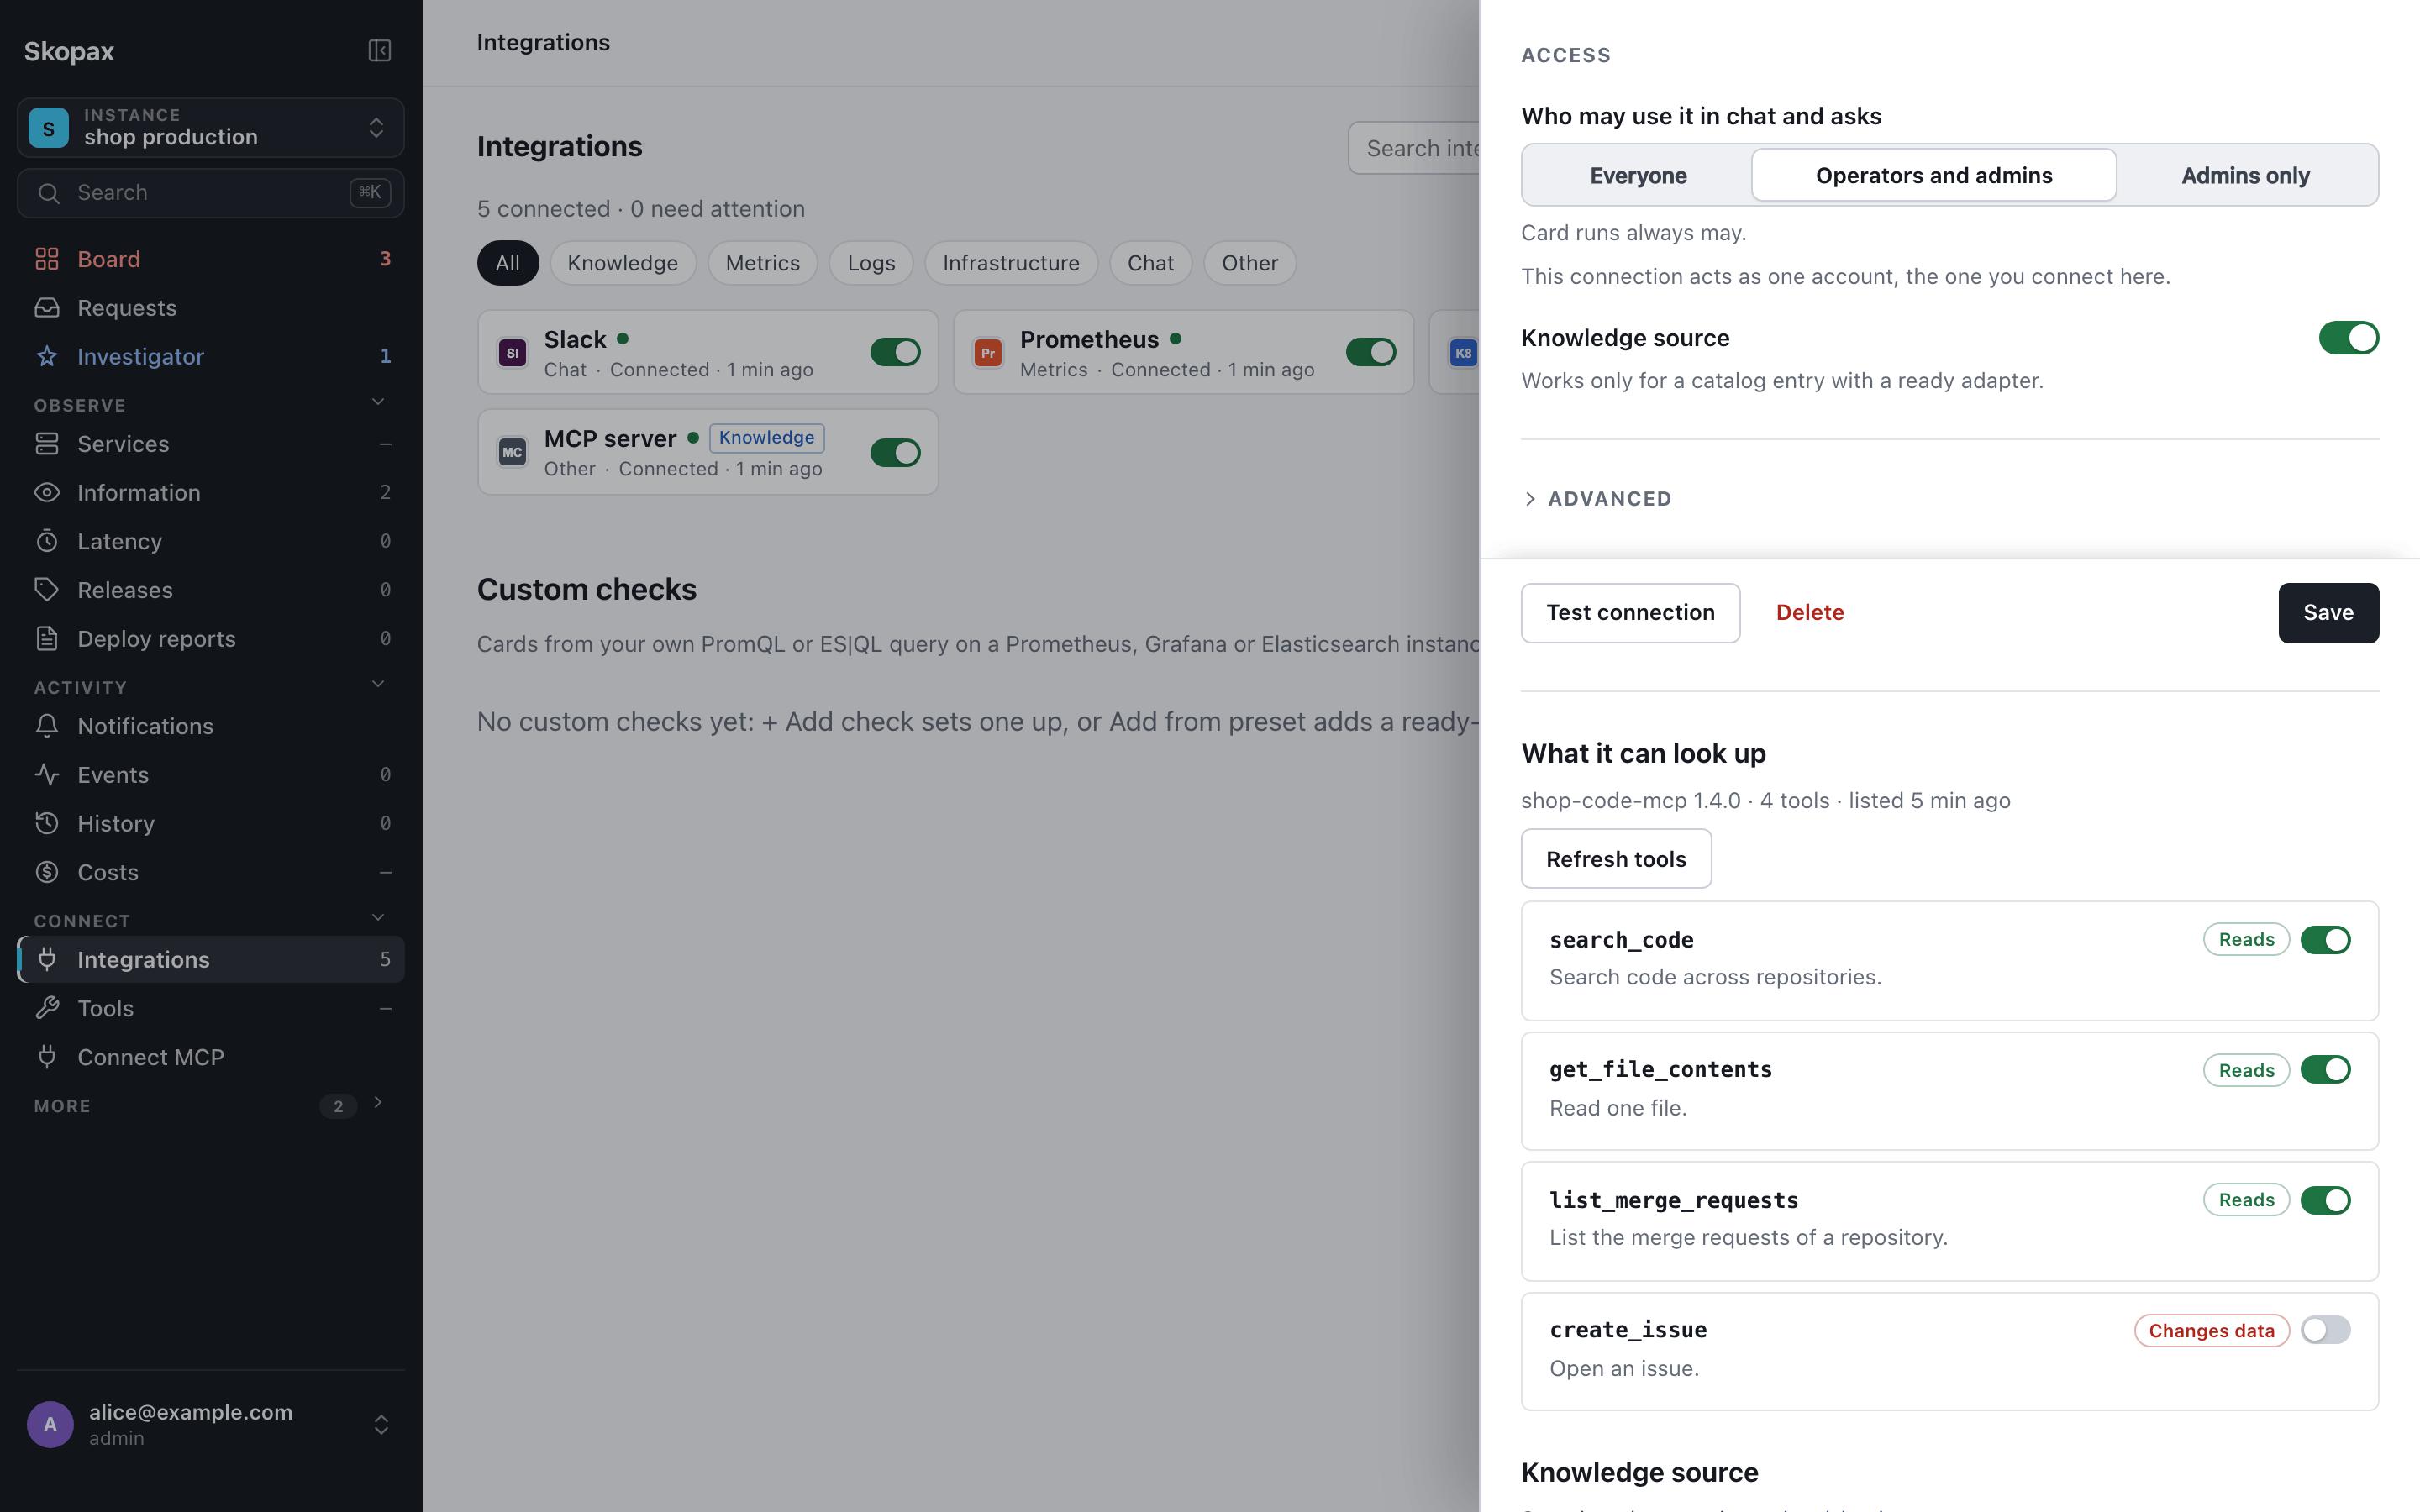 Skopax
S
INSTANCE
shop production
Search
⌘K
Board
3
Requests
Investigator
1
OBSERVE
Services
–
Information
2
Latency
0
Releases
0
Deploy reports
0
ACTIVITY
Notifications
Events
0
History
0
Costs
–
CONNECT
Integrations
5
Tools
–
Connect MCP
MORE
2
A
alice@example.com
admin
Integrations
Integrations
Search inte
5 connected · 0 need attention
All
Knowledge
Metrics
Logs
Infrastructure
Chat
Other
Sl
Slack
Chat · Connected · 1 min ago
Pr
Prometheus
Metrics · Connected · 1 min ago
K8
MC
MCP server
Knowledge
Other · Connected · 1 min ago
Custom checks
Cards from your own PromQL or ES|QL query on a Prometheus, Grafana or Elasticsearch instanc
No custom checks yet: + Add check sets one up, or Add from preset adds a ready-
ACCESS
Who may use it in chat and asks
Everyone
Operators and admins
Admins only
Card runs always may.
This connection acts as one account, the one you connect here.
Knowledge source
Works only for a catalog entry with a ready adapter.
ADVANCED
Test connection
Delete
Save
What it can look up
shop-code-mcp 1.4.0 · 4 tools · listed 5 min ago
Refresh tools
search_code
Reads
Search code across repositories.
get_file_contents
Reads
Read one file.
list_merge_requests
Reads
List the merge requests of a repository.
create_issue
Changes data
Open an issue.
Knowledge source